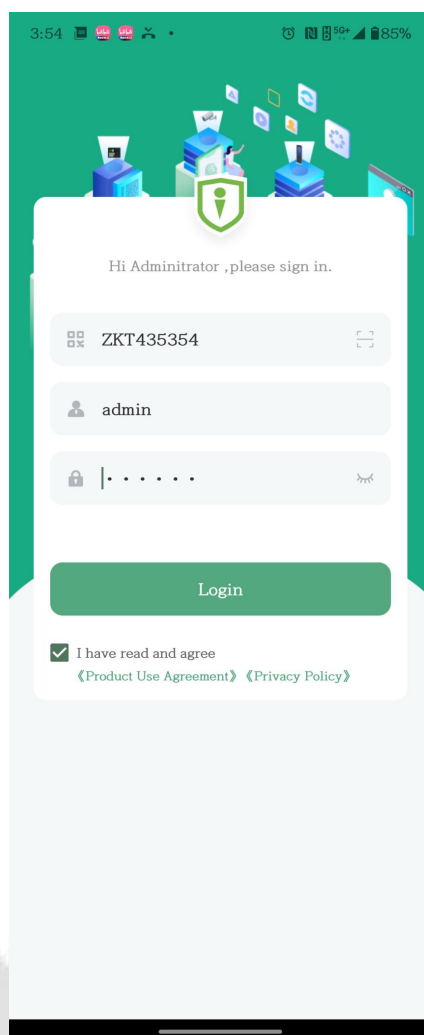 3:54 5G+ 85%
Hi Adminitrator ,please sign in.
ZKT435354
admin
······
Login
I have read and agree
《Product Use Agreement》《Privacy Policy》